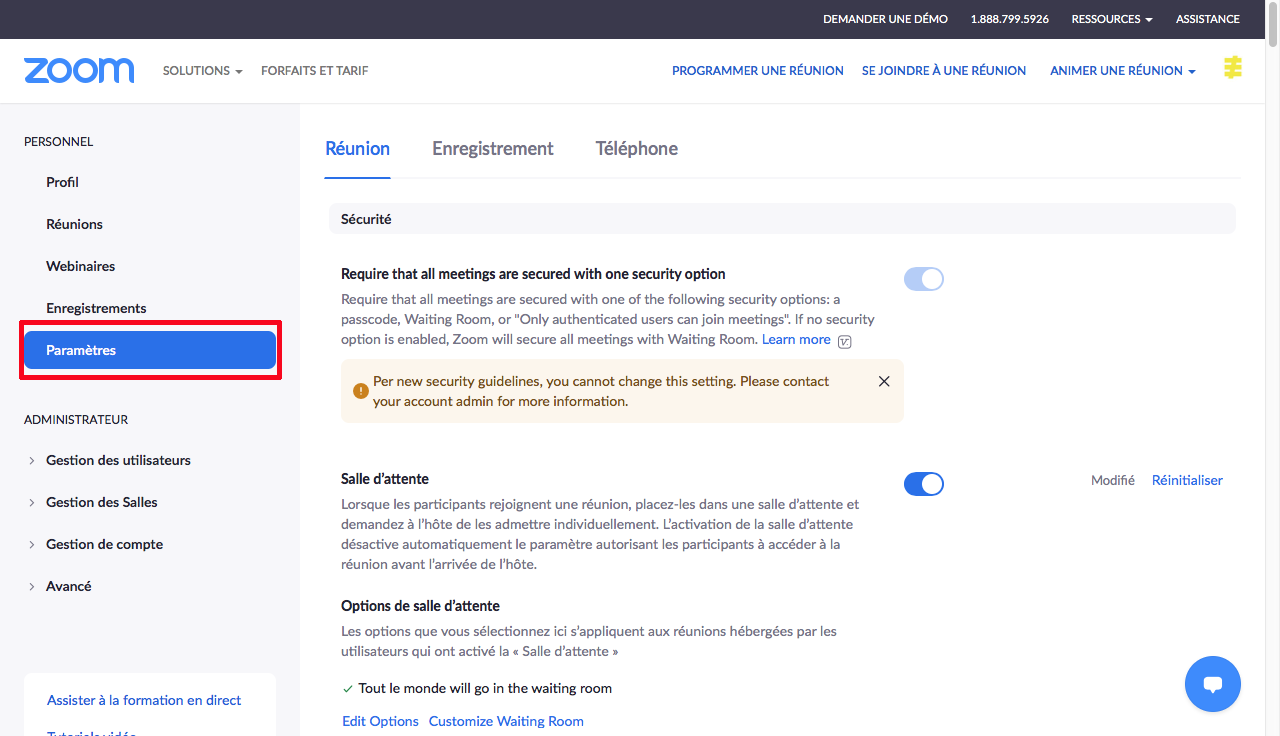 DEMANDER UNE DÉMO 1.888.799.5926 RESSOURCES ASSISTANCE
zoom SOLUTIONS FORFAITS ET TARIF PROGRAMMER UNE RÉUNION SE JOINDRE À UNE RÉUNION ANIMER UNE RÉUNION
PERSONNEL
Profil
Réunions
Webinaires
Enregistrements
Paramètres
ADMINISTRATEUR
Gestion des utilisateurs
Gestion des Salles
Gestion de compte
Avancé
Assister à la formation en direct
Tutoriels vidéo
Réunion Enregistrement Téléphone
Sécurité
Require that all meetings are secured with one security option
Require that all meetings are secured with one of the following security options: a
passcode, Waiting Room, or "Only authenticated users can join meetings". If no security
option is enabled, Zoom will secure all meetings with Waiting Room. Learn more
Per new security guidelines, you cannot change this setting. Please contact
your account admin for more information.
Salle d’attente Modifié Réinitialiser
Lorsque les participants rejoignent une réunion, placez-les dans une salle d’attente et
demandez à l’hôte de les admettre individuellement. L’activation de la salle d’attente
désactive automatiquement le paramètre autorisant les participants à accéder à la
réunion avant l’arrivée de l’hôte.
Options de salle d’attente
Les options que vous sélectionnez ici s’appliquent aux réunions hébergées par les
utilisateurs qui ont activé la « Salle d’attente »
Tout le monde will go in the waiting room
Edit Options Customize Waiting Room